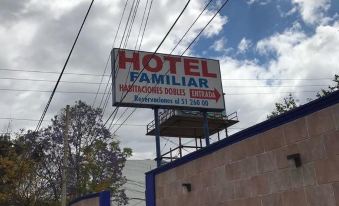 HOTEL
FAMILIAR
HABITACIONES DOBLES ENTRADA
Reservaciones al 51 260 00